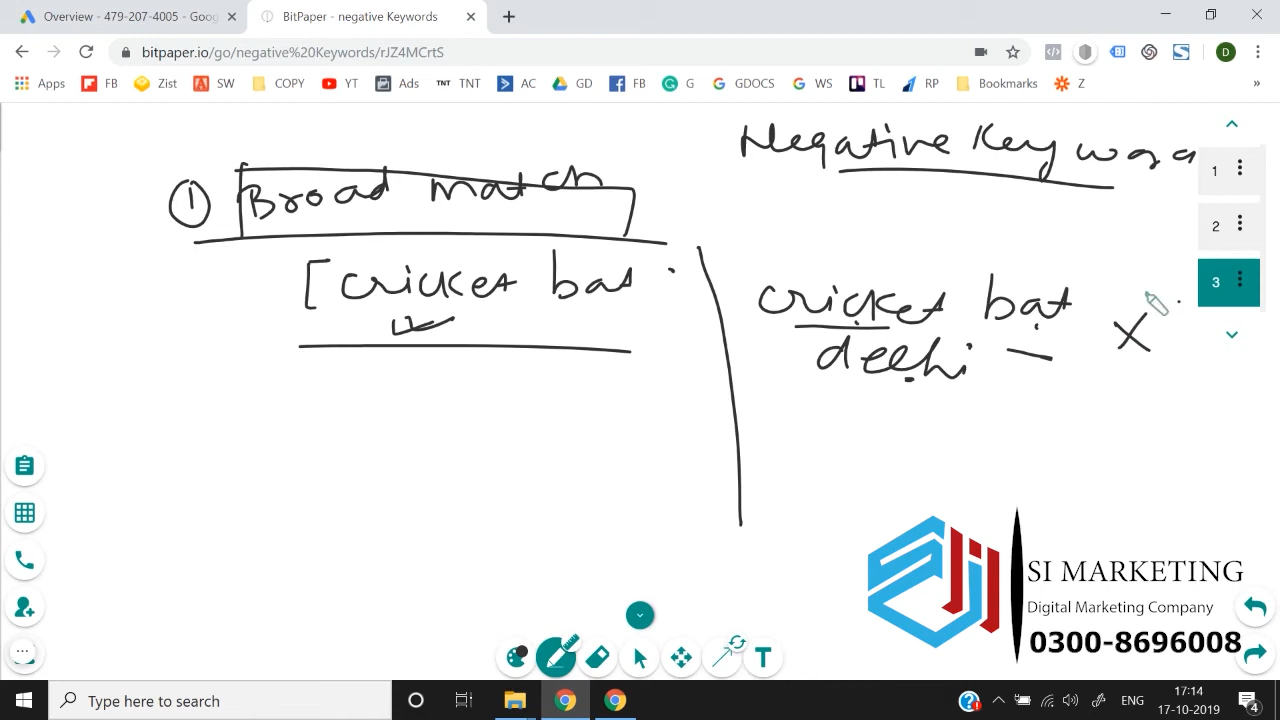 Overview - 479-207-4005 - Goog
BitPaper - negative Keywords
bitpaper.io/go/negative%20Keywords/rJZ4MCrtS
D
Apps FB Zist SW COPY YT Ads TNT TNT AC GD FB G GDOCS WS TL RP Bookmarks Z »
Negative Key
1 Broad match
[cricket bat
cricket bat
delhi
X
1
2
3
SI MARKETING
Digital Marketing Company
0300-8696008
T
Type here to search
ENG
17:14
17-10-2019
4